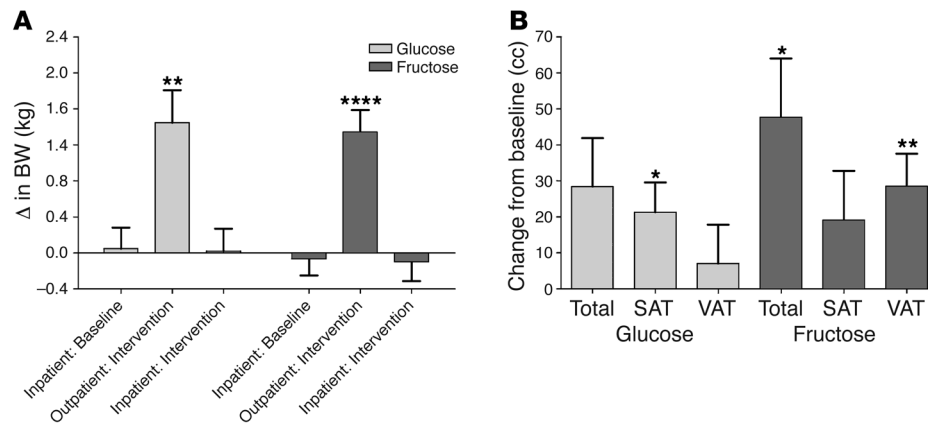 A
Δ in BW (kg)
2.4
2.0
1.6
1.4
0.8
0.4
0.0
–0.4
Glucose
Fructose
**
****
Inpatient: Baseline
Outpatient: Intervention
Inpatient: Intervention
Inpatient: Baseline
Outpatient: Intervention
Inpatient: Intervention
B
Change from baseline (cc)
70
60
50
40
30
20
10
0
*
*
**
Total SAT VAT Total SAT VAT
Glucose Fructose